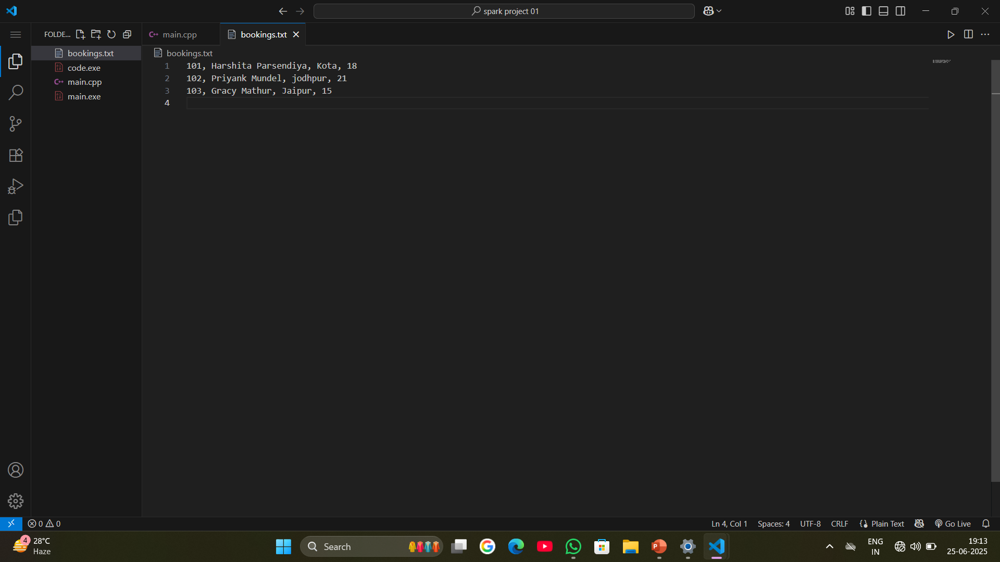 spark project 01
FOLDE...
main.cpp
bookings.txt
bookings.txt
code.exe
main.cpp
main.exe
bookings.txt
1 101, Harshita Parsendiya, Kota, 18
2 102, Priyank Mundel, jodhpur, 21
3 103, Gracy Mathur, Jaipur, 15
4
0 0
Ln 4, Col 1
Spaces: 4
UTF-8
CRLF
{} Plain Text
Go Live
4
28°C
Haze
Search
ENG
IN
19:13
25-06-2025